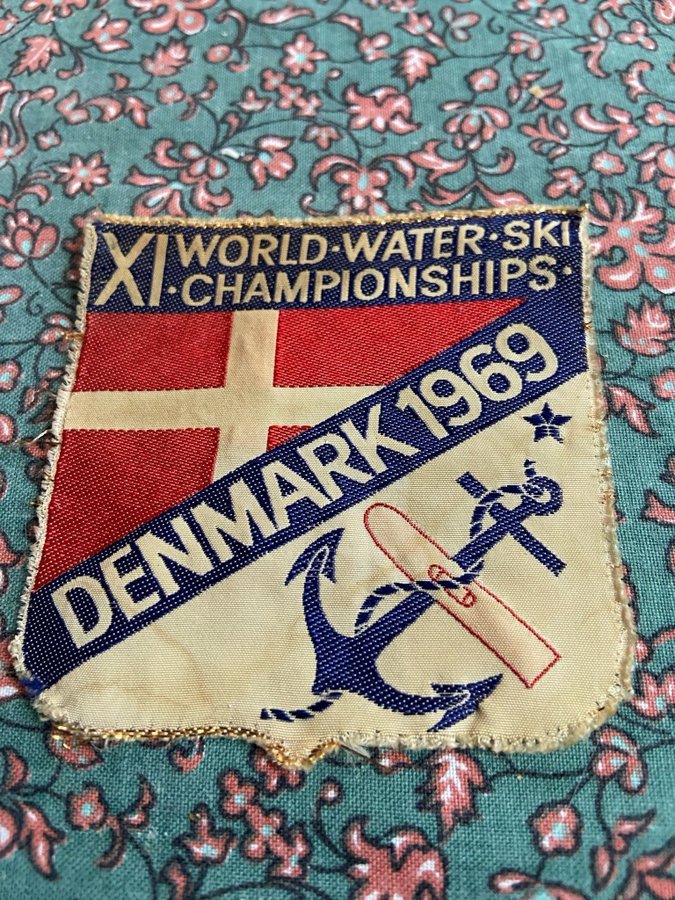 XI WORLD·WATER·SKI
·CHAMPIONSHIPS·
DENMARK 1969